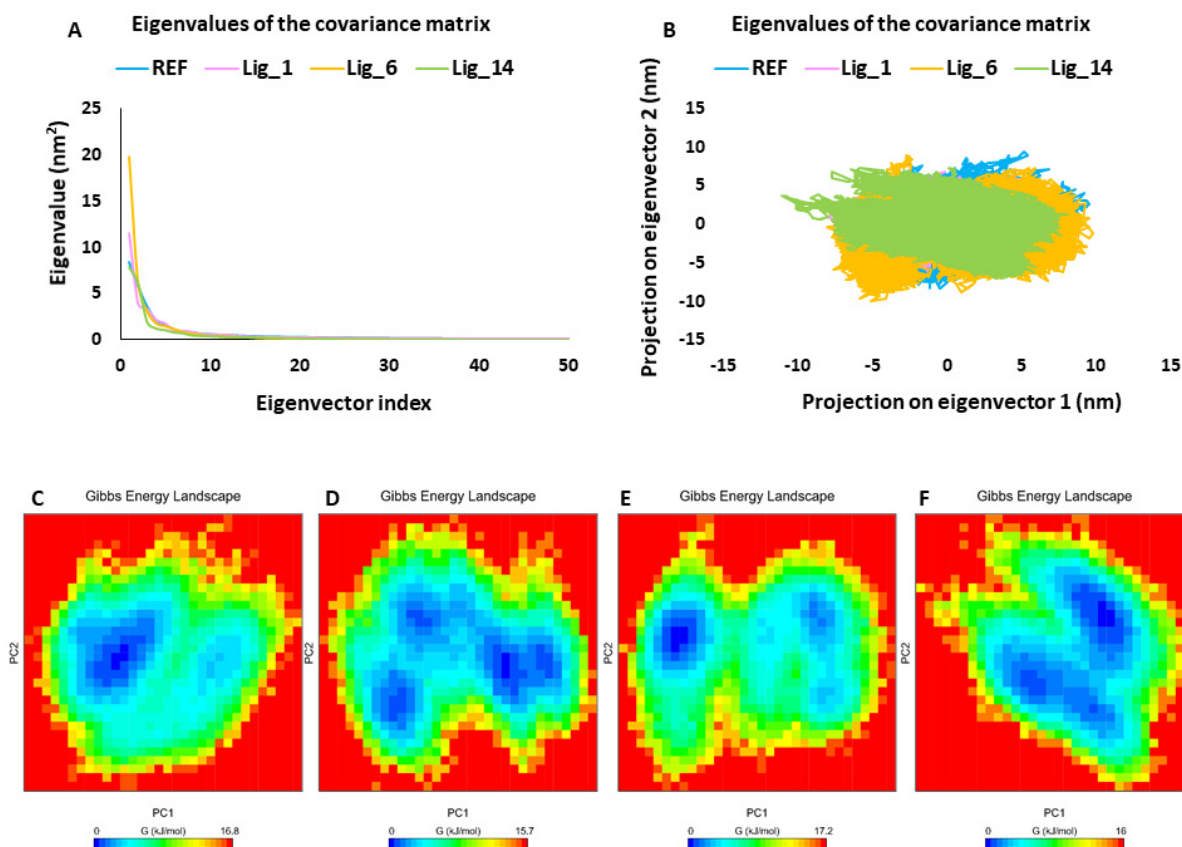 A Eigenvalues of the covariance matrix
REF Lig_1 Lig_6 Lig_14
Eigenvalue (nm²)
25
20
15
10
5
0
0 10 20 30 40 50
Eigenvector index
B Eigenvalues of the covariance matrix
REF Lig_1 Lig_6 Lig_14
Projection on eigenvector 2 (nm)
15
10
5
0
-5
-10
-15
-15 -10 -5 0 5 10 15
Projection on eigenvector 1 (nm)
C Gibbs Energy Landscape
PC2
PC1
0 G (kJ/mol) 16.8
D Gibbs Energy Landscape
PC2
PC1
0 G (kJ/mol) 15.7
E Gibbs Energy Landscape
PC2
PC1
0 G (kJ/mol) 17.2
F Gibbs Energy Landscape
PC2
PC1
0 G (kJ/mol) 16